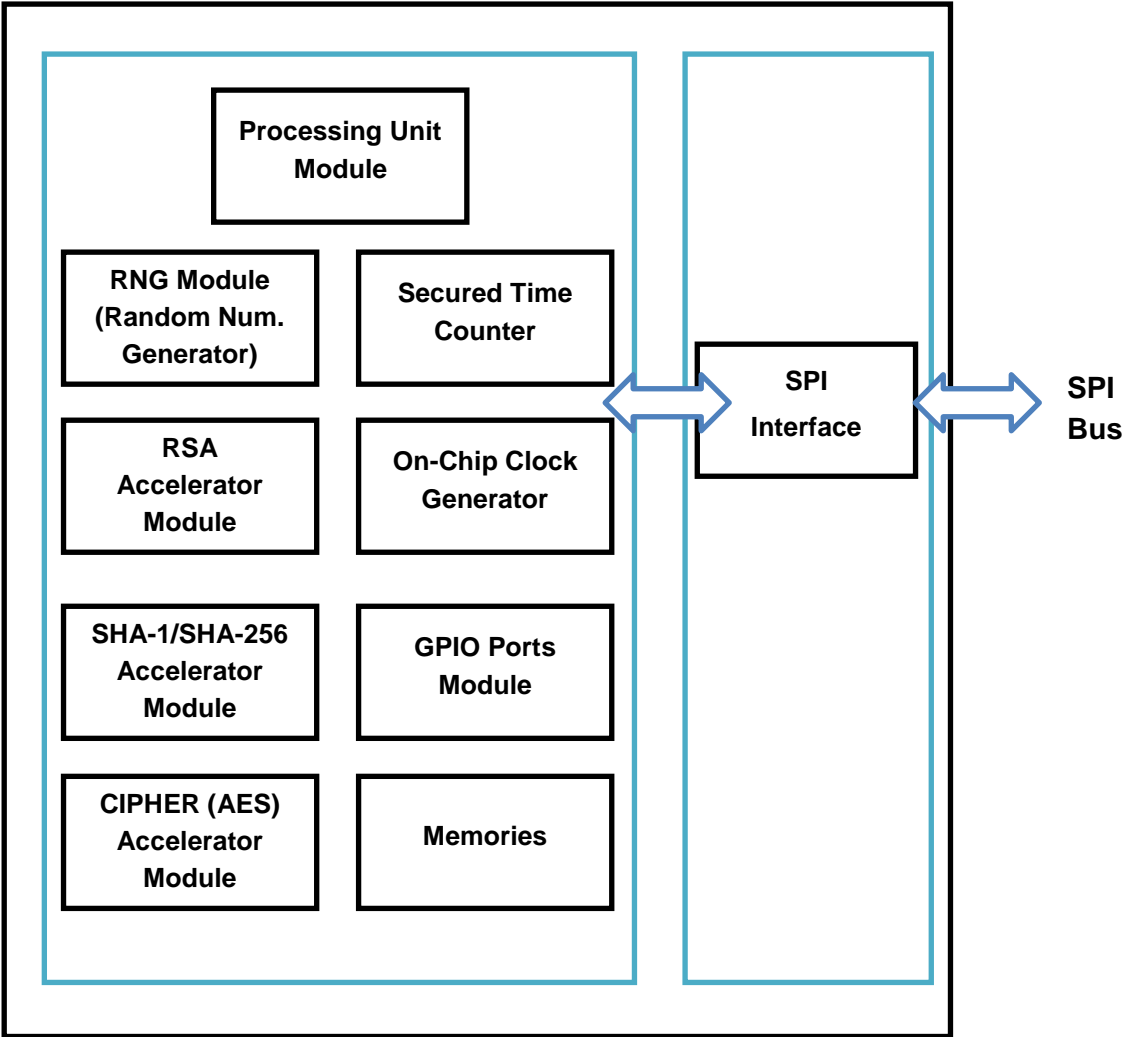 Processing Unit
Module
RNG Module
(Random Num.
Generator)
Secured Time
Counter
RSA
Accelerator
Module
On-Chip Clock
Generator
SHA-1/SHA-256
Accelerator
Module
GPIO Ports
Module
CIPHER (AES)
Accelerator
Module
Memories
SPI
Interface
SPI
Bus